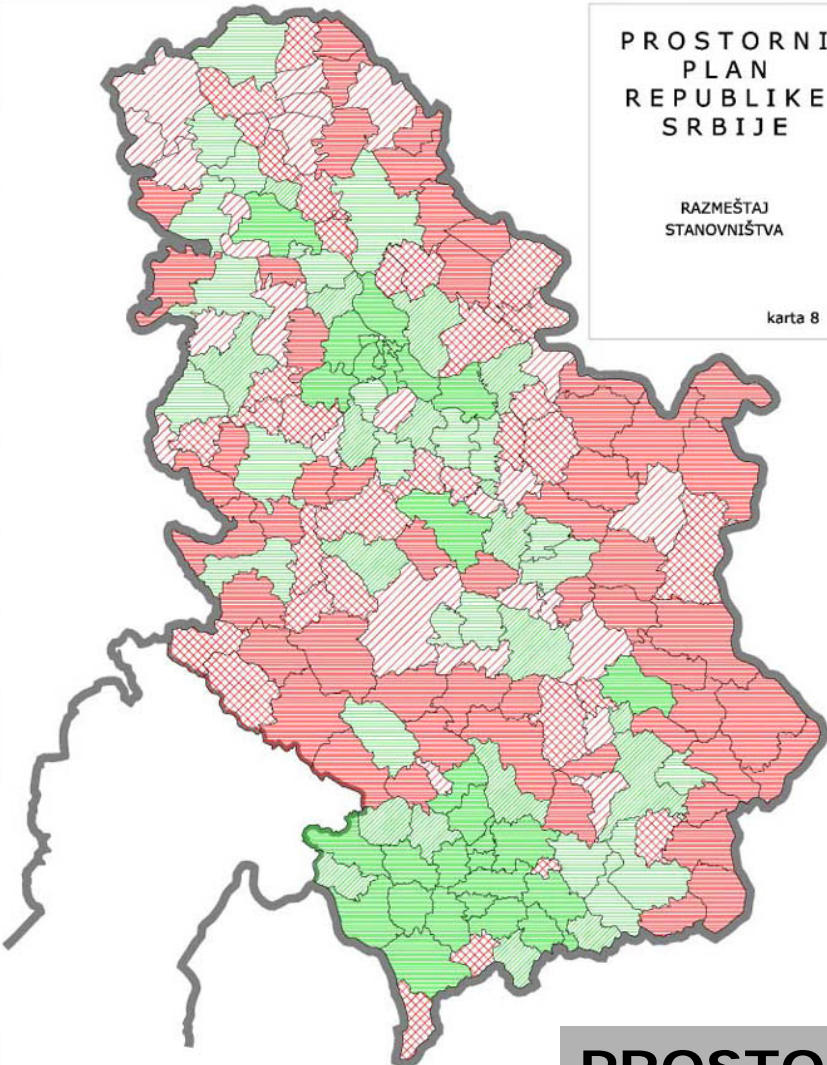 PROSTORNI
PLAN
REPUBLIKE
SRBIJE
RAZMEŠTAJ
STANOVNIŠTVA
karta 8